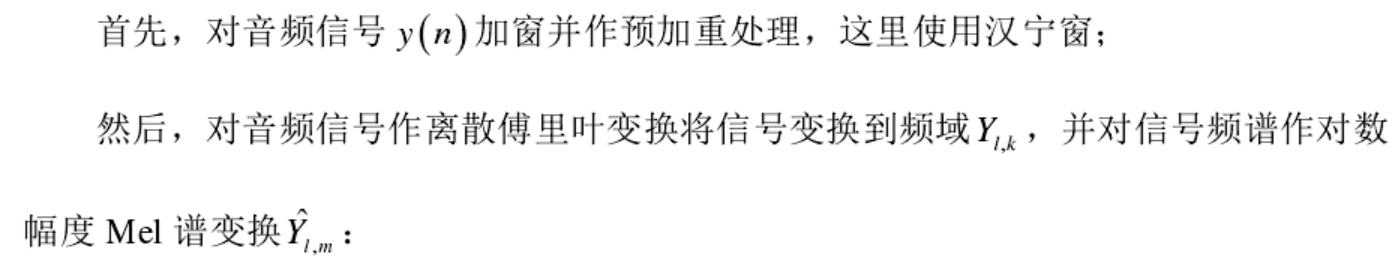 首先，对音频信号 y(n) 加窗并作预加重处理，这里使用汉宁窗；
然后，对音频信号作离散傅里叶变换将信号变换到频域 Y_{l,k}，并对信号频谱作对数
幅度 Mel 谱变换 Ŷ_{l,m}：